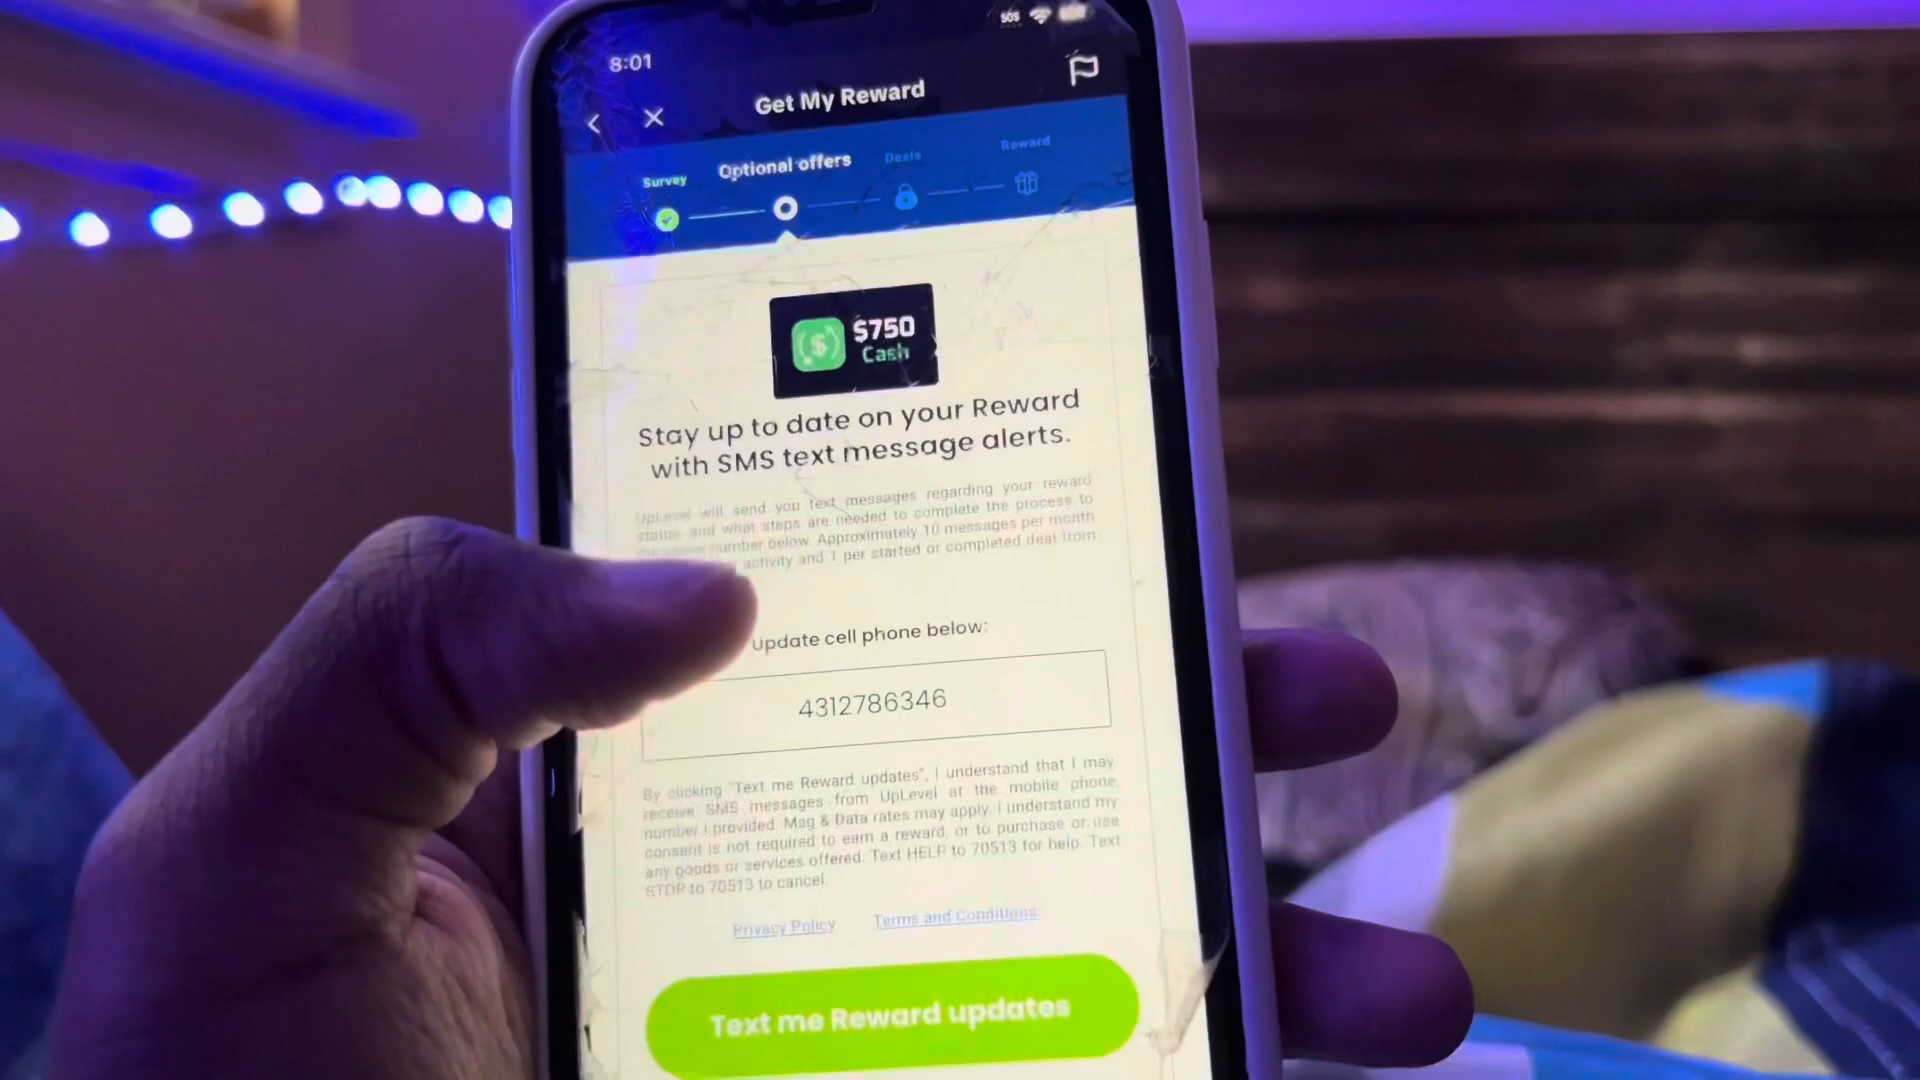 SOS
8:01
Get My Reward
Survey
Optional offers
Deals
Reward
$750
Cash
Stay up to date on your Reward
with SMS text message alerts.
UpLevel will send you text messages regarding your reward
status and what steps are needed to complete the process to
number below. Approximately 10 messages per month
activity and 1 per started or completed deal from
Update cell phone below:
4312786346
By clicking "Text me Reward updates", I understand that I may
receive SMS messages from UpLevel at the mobile phone
number I provided. Msg & Data rates may apply. I understand my
consent is not required to earn a reward, or to purchase or use
any goods or services offered. Text HELP to 70513 for help. Text
STOP to 70513 to cancel.
Privacy Policy
Terms and Conditions
Text me Reward updates